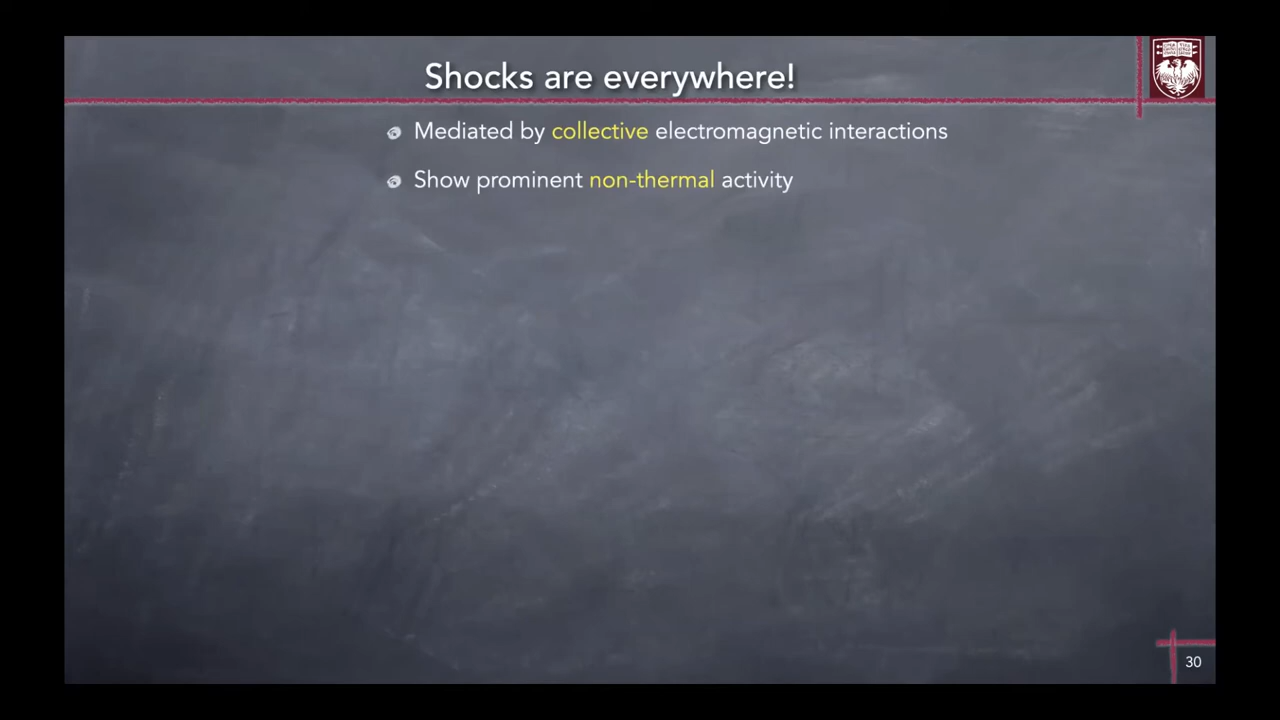 Shocks are everywhere!
Mediated by collective electromagnetic interactions
Show prominent non-thermal activity
30